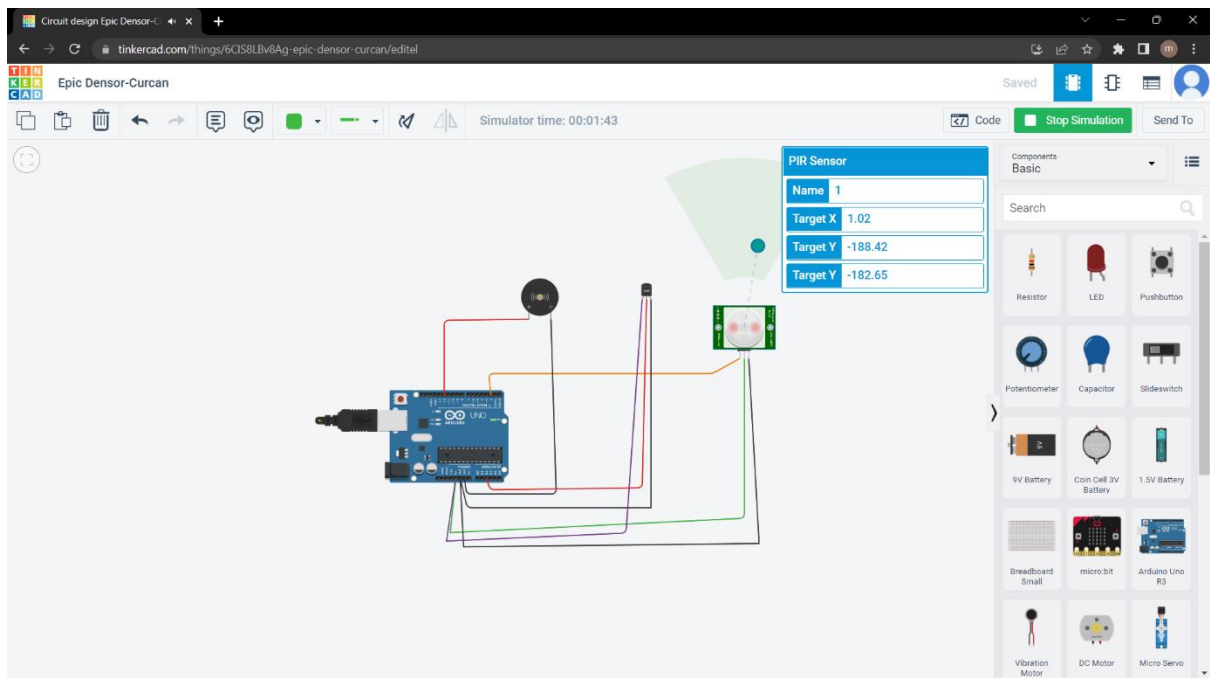 Circuit design Epic Densor-C
tinkercad.com/things/6CIS8LBv8Ag-epic-densor-curcan/editel
m
TIN
KER
CAD
Epic Densor-Curcan
Saved
Simulator time: 00:01:43
Code
Stop Simulation
Send To
PIR Sensor
Name 1
Target X 1.02
Target Y -188.42
Target Y -182.65
UNO
ARDUINO
Components
Basic
Search
Resistor
LED
Pushbutton
Potentiometer
Capacitor
Slideswitch
9V
9V Battery
Coin Cell 3V
Battery
1.5V Battery
Breadboard
Small
micro:bit
Arduino Uno
R3
Vibration
Motor
DC Motor
Micro Servo